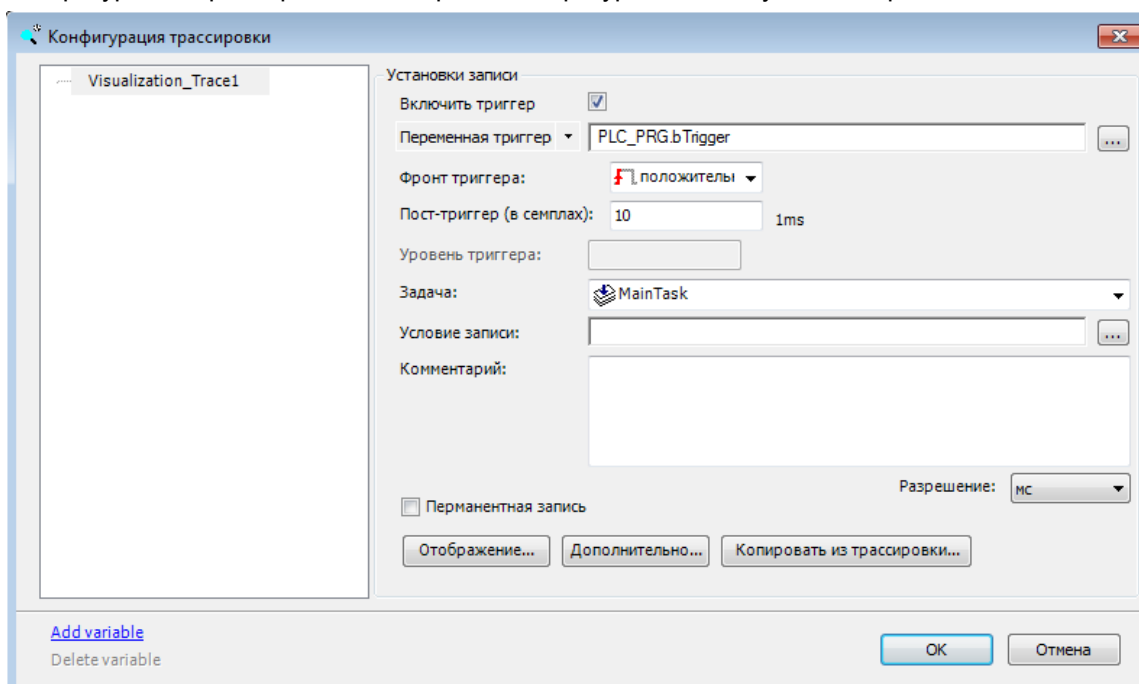 Конфигурация трассировки
Visualization_Trace1
Установки записи
Включить триггер
Переменная триггер PLC_PRG.bTrigger ...
Фронт триггера: положителы
Пост-триггер (в семплах): 10 1ms
Уровень триггера:
Задача: MainTask
Условие записи: ...
Комментарий:
Разрешение: мс
Перманентная запись
Отображение... Дополнительно... Копировать из трассировки...
Add variable
Delete variable
OK Отмена